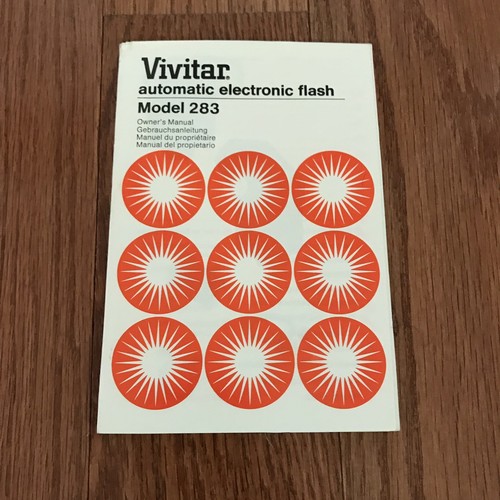 Vivitar®
automatic electronic flash
Model 283
Owner's Manual
Gebrauchsanleitung
Manuel du propriétaire
Manual del propietario